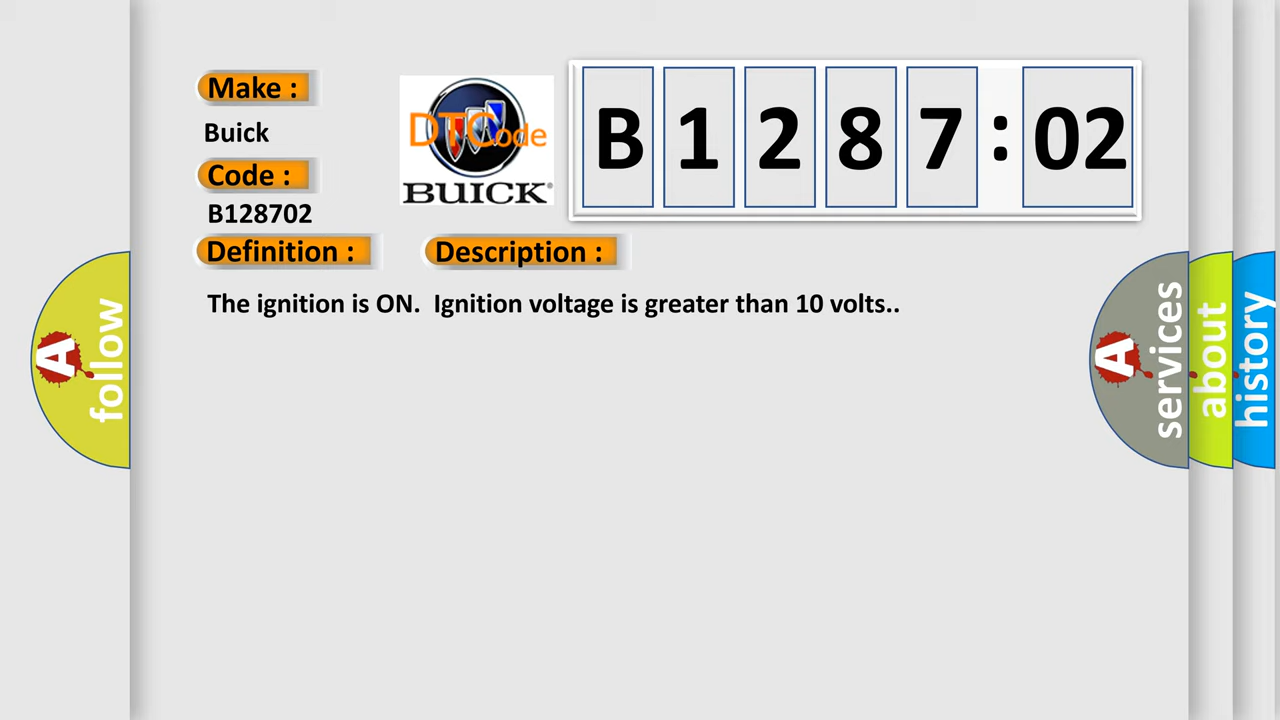 Make :
Buick
Code :
B128702
Definition :
Description :
The ignition is ON. Ignition voltage is greater than 10 volts..
DTCode
BUICK®
B 1 2 8 7 : 02
A follow
A services
about
history